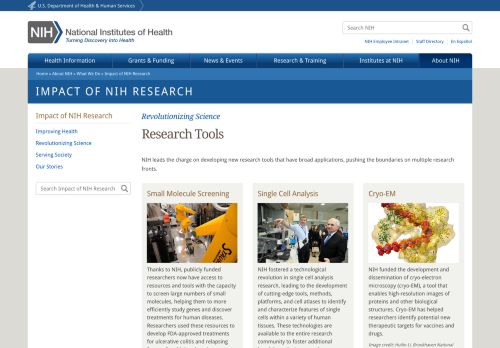 U.S. Department of Health & Human Services
Search NIH
NIH
National Institutes of Health
Turning Discovery Into Health
NIH Employee Intranet | Staff Directory | En Español
Health Information
Grants & Funding
News & Events
Research & Training
Institutes at NIH
About NIH
Home » About NIH » What We Do » Impact of NIH Research
IMPACT OF NIH RESEARCH
Impact of NIH Research
Improving Health
Revolutionizing Science
Serving Society
Our Stories
Search Impact of NIH Research
Revolutionizing Science
Research Tools
NIH leads the charge on developing new research tools that have broad applications, pushing the boundaries on multiple research
fronts.
Small Molecule Screening
Thanks to NIH, publicly funded
researchers now have access to
resources and tools with the capacity
to screen large numbers of small
molecules, helping them to more
efficiently study genes and discover
treatments for human diseases.
Researchers used these resources to
develop FDA-approved treatments
for ulcerative colitis and relapsing
Single Cell Analysis
NIH fostered a technological
revolution in single cell analysis
research, leading to the development
of cutting-edge tools, methods,
platforms, and cell atlases to identify
and characterize features of single
cells within a variety of human
tissues. These technologies are
available to the entire research
community to foster additional
Cryo-EM
NIH funded the development
and dissemination of cryo-electron
microscopy (cryo-EM), a tool that
enables high-resolution images of
proteins and other biological
structures. Cryo-EM has helped
researchers identify potential new
therapeutic targets for vaccines and
drugs.
Image credit: Huilin Li, Brookhaven National